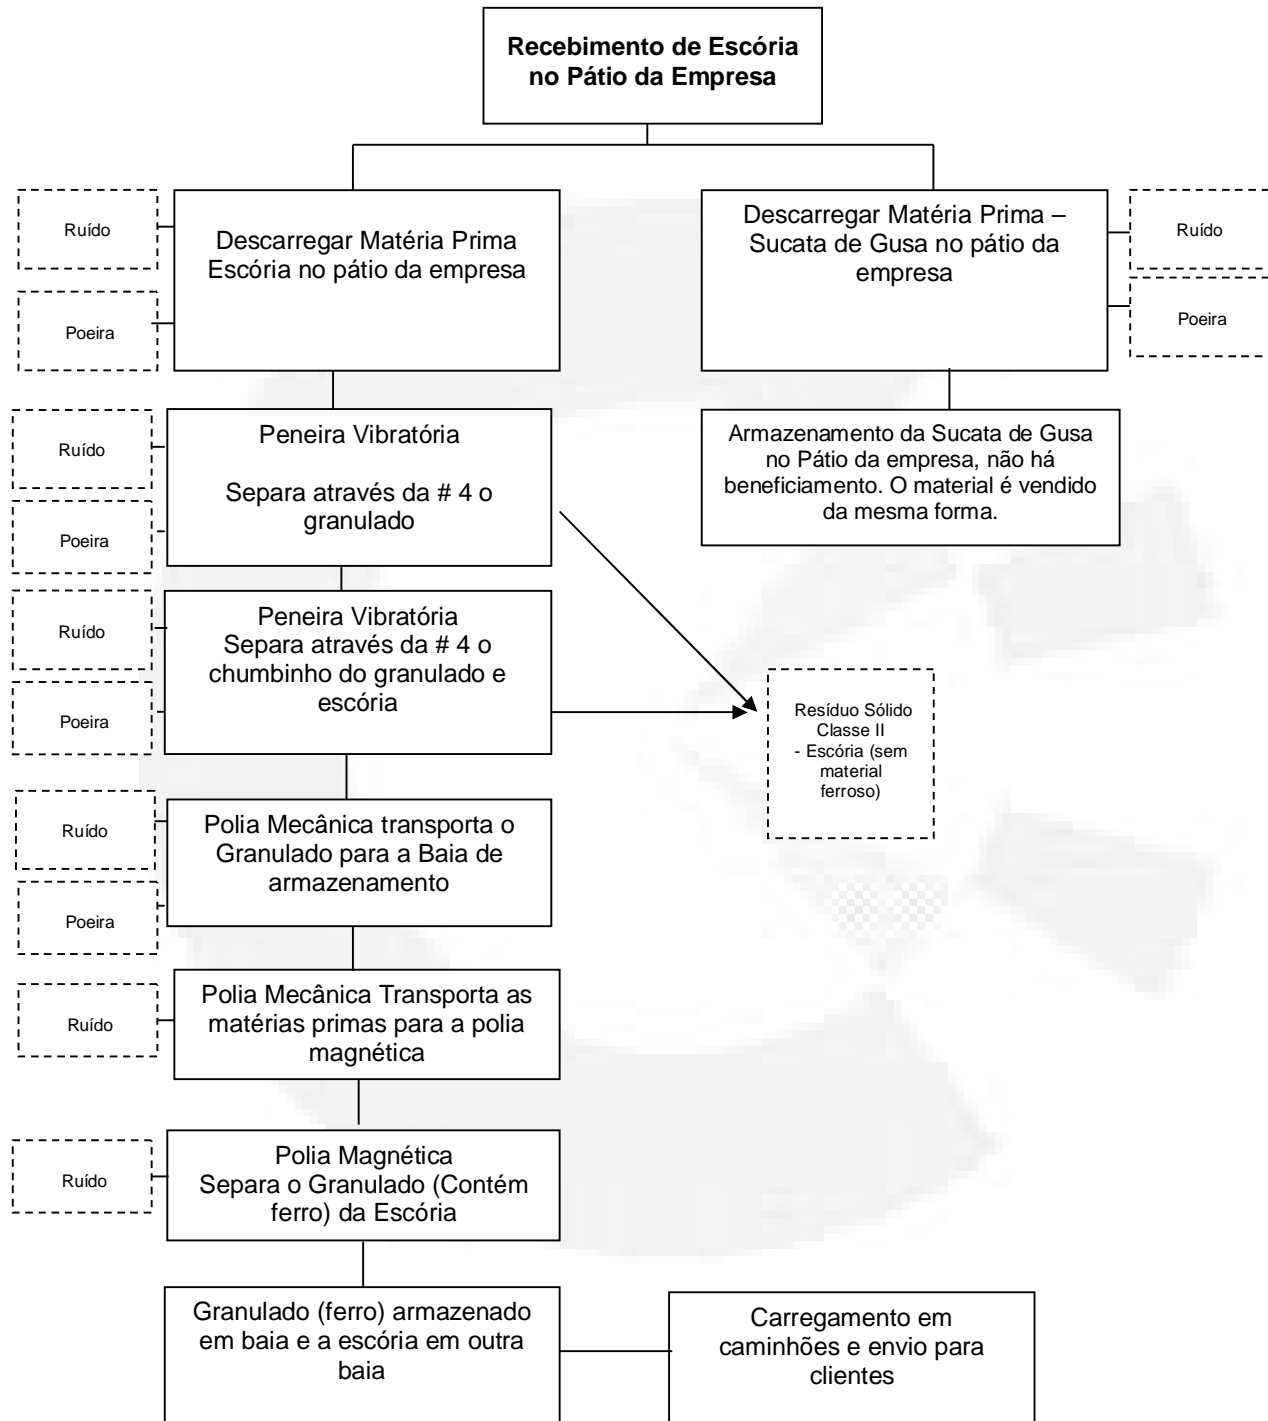 Recebimento de Escória
no Pátio da Empresa
Ruído
Poeira
Descarregar Matéria Prima
Escória no pátio da empresa
Descarregar Matéria Prima –
Sucata de Gusa no pátio da
empresa
Ruído
Poeira
Ruído
Poeira
Peneira Vibratória
Separa através da # 4 o
granulado
Armazenamento da Sucata de Gusa
no Pátio da empresa, não há
beneficiamento. O material é vendido
da mesma forma.
Ruído
Poeira
Peneira Vibratória
Separa através da # 4 o
chumbinho do granulado e
escória
Resíduo Sólido
Classe II
- Escória (sem
material
ferroso)
Ruído
Poeira
Polia Mecânica transporta o
Granulado para a Baia de
armazenamento
Ruído
Polia Mecânica Transporta as
matérias primas para a polia
magnética
Ruído
Polia Magnética
Separa o Granulado (Contém
ferro) da Escória
Granulado (ferro) armazenado
em baia e a escória em outra
baia
Carregamento em
caminhões e envio para
clientes